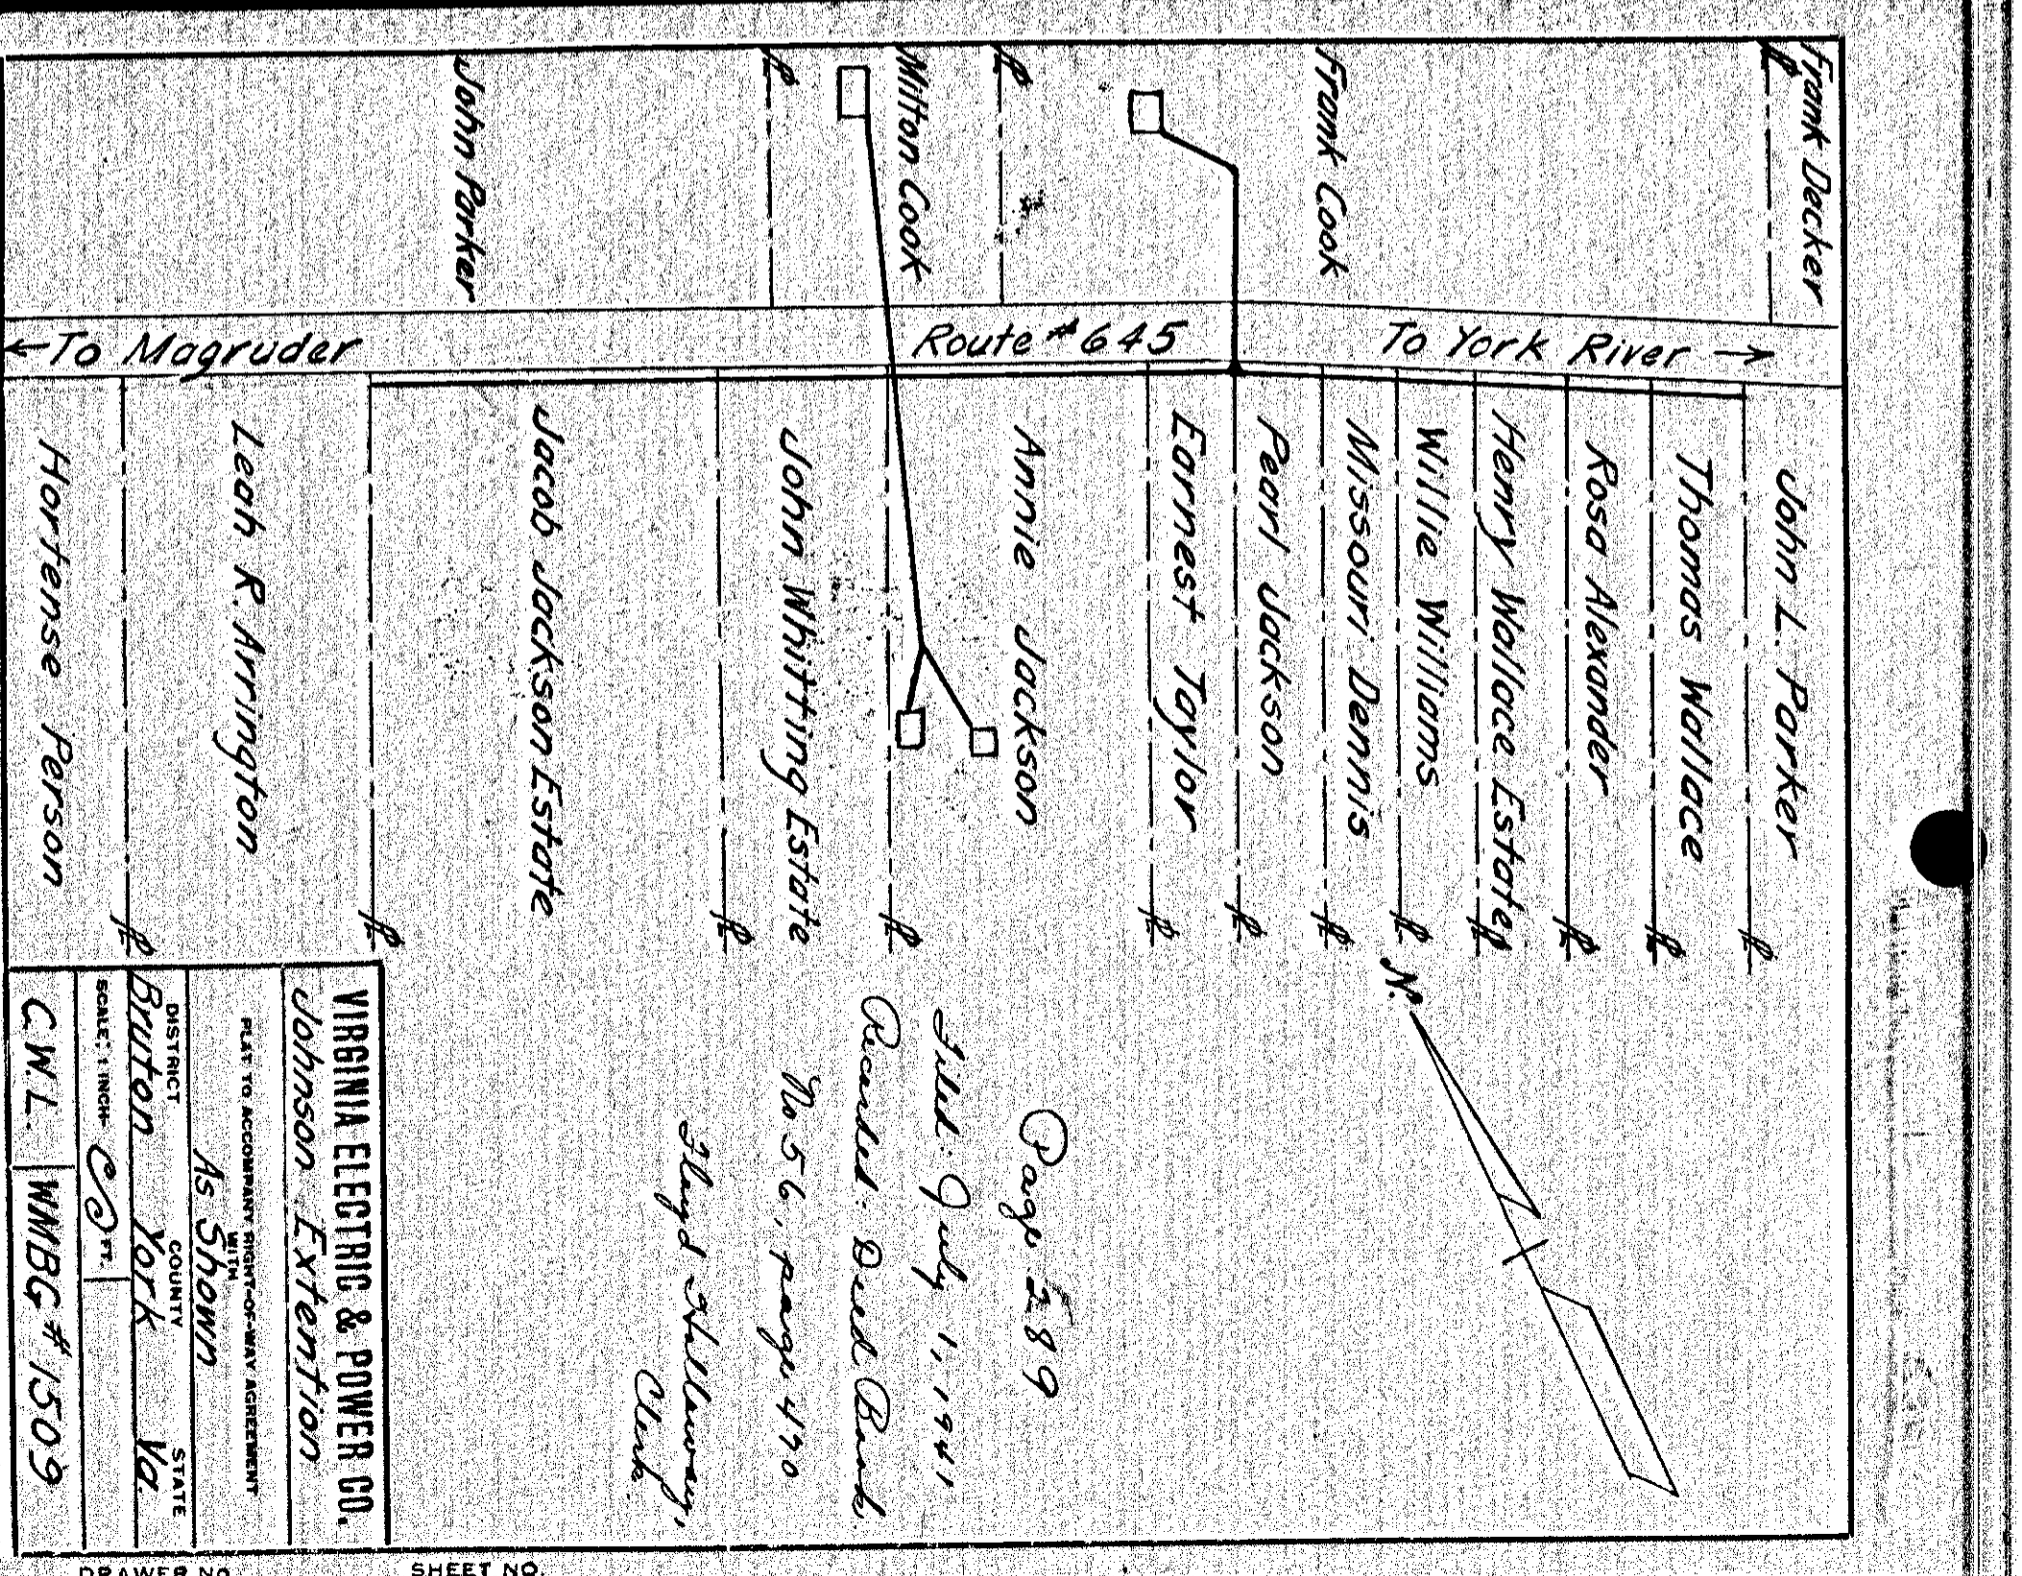 Frank Decker
Frank Cook
Milton Cook
John Parker
←To Magruder
Route #645
To York River →
John L. Parker
Thomas Wallace
Rosa Alexander
Henry Wallace Estate
Willie Williams
Missouri Dennis
Pearl Jackson
Earnest Taylor
Annie Jackson
John Whitting Estate
Jacob Jackson Estate
Leah R. Arrington
Hortense Person
N.
Page 289
Filed: July 1, 1941
Recorded: Deed Book
No 56, page 470
Floyd Holloway,
Clerk.
VIRGINIA ELECTRIC & POWER CO.
Johnson Extention
PLAT TO ACCOMPANY RIGHT-OF-WAY AGREEMENT
WITH
As Shown
DISTRICT COUNTY STATE
Bruton York Va.
SCALE: 1 INCH= FT.
C.W.L. WMBG #1509
DRAWER NO.
SHEET NO.